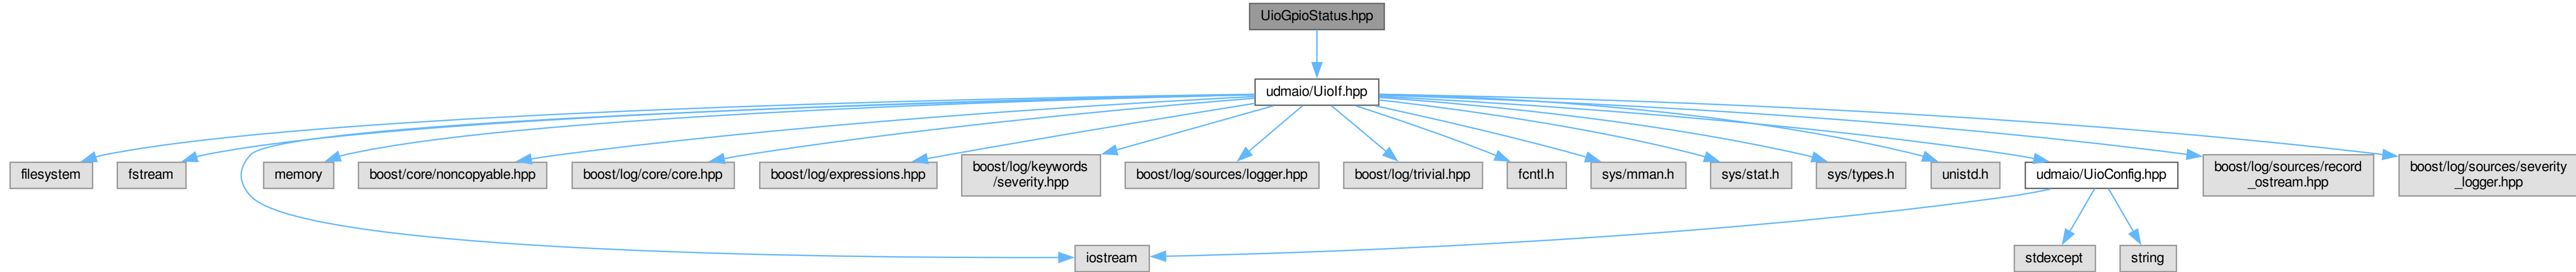 UioGpioStatus.hpp
udmaio/UioIf.hpp
filesystem
fstream
memory
boost/core/noncopyable.hpp
boost/log/core/core.hpp
boost/log/expressions.hpp
boost/log/keywords
/severity.hpp
boost/log/sources/logger.hpp
boost/log/trivial.hpp
fcntl.h
sys/mman.h
sys/stat.h
sys/types.h
unistd.h
udmaio/UioConfig.hpp
boost/log/sources/record
_ostream.hpp
boost/log/sources/severity
_logger.hpp
iostream
stdexcept
string